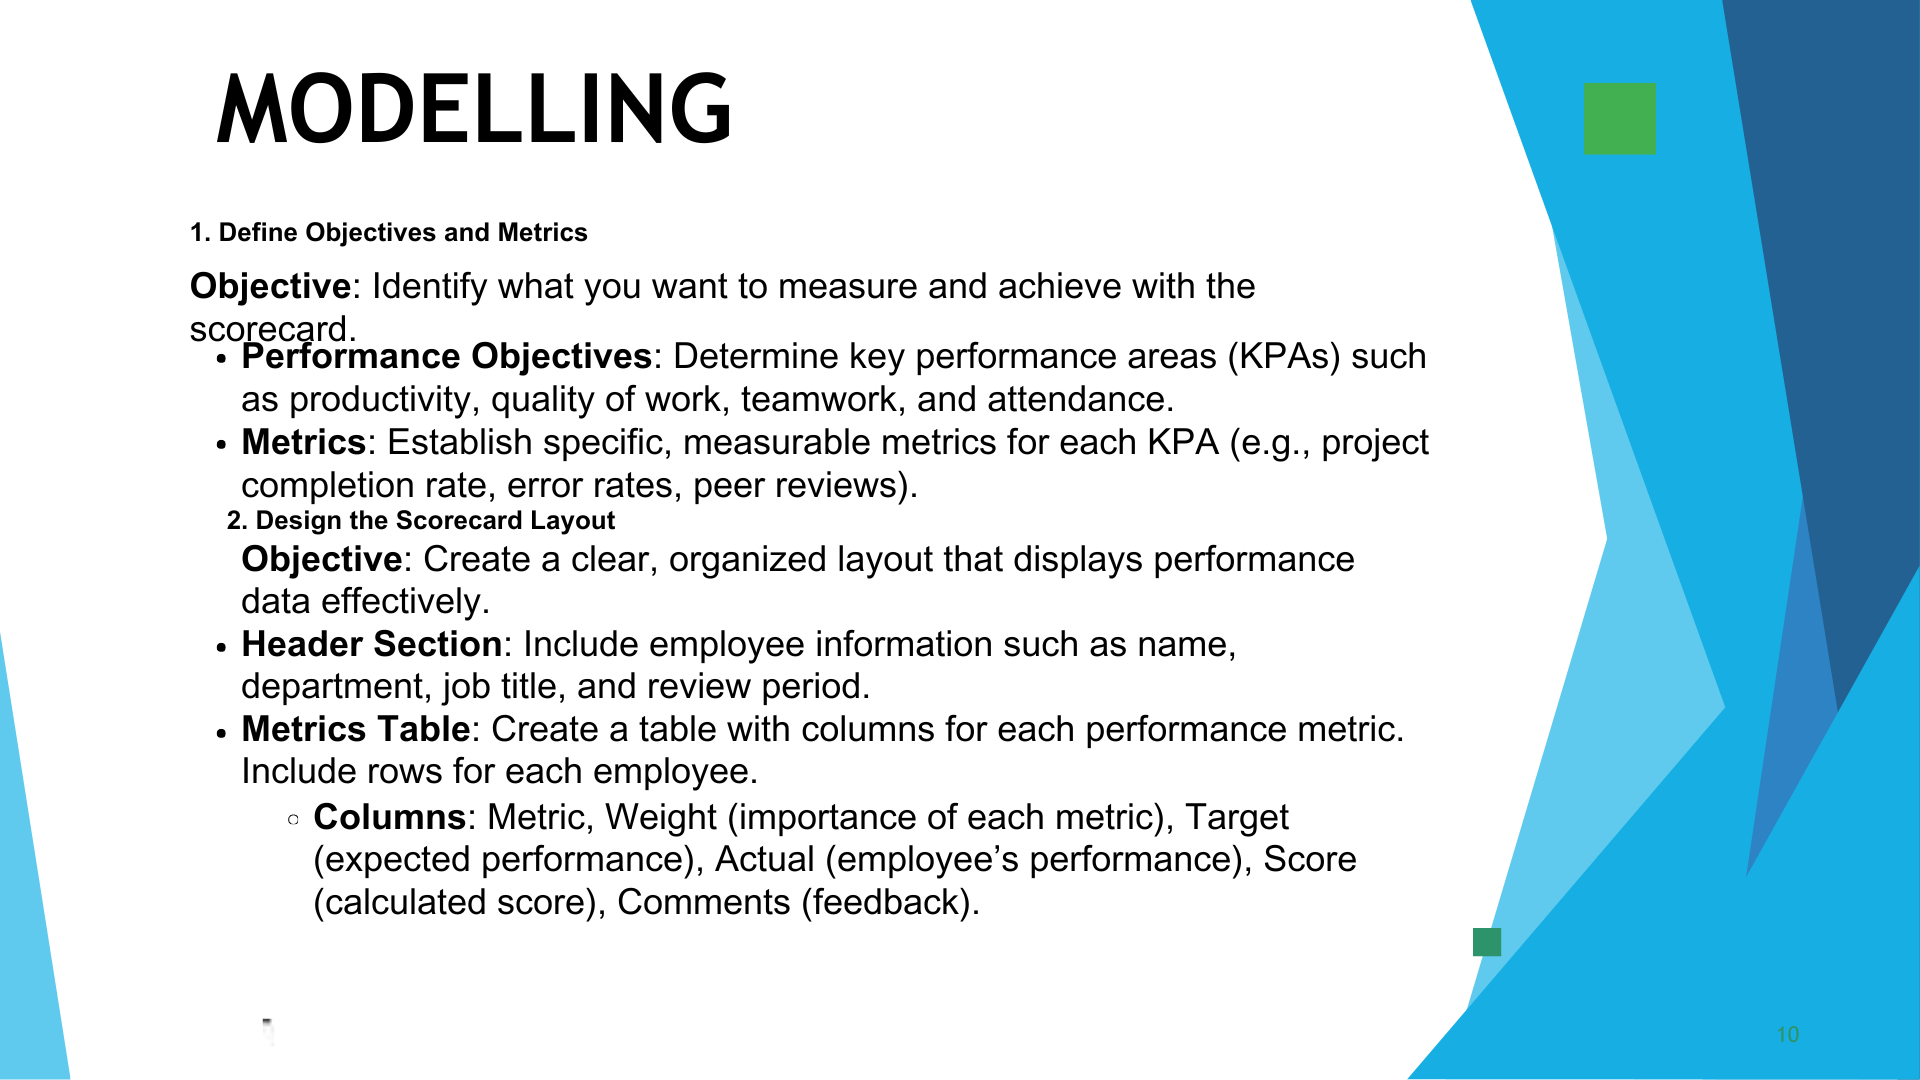 MODELLING
1. Define Objectives and Metrics
Objective: Identify what you want to measure and achieve with the
scorecard.
• Performance Objectives: Determine key performance areas (KPAs) such
as productivity, quality of work, teamwork, and attendance.
• Metrics: Establish specific, measurable metrics for each KPA (e.g., project
completion rate, error rates, peer reviews).
2. Design the Scorecard Layout
Objective: Create a clear, organized layout that displays performance
data effectively.
• Header Section: Include employee information such as name,
department, job title, and review period.
• Metrics Table: Create a table with columns for each performance metric.
Include rows for each employee.
○ Columns: Metric, Weight (importance of each metric), Target
(expected performance), Actual (employee’s performance), Score
(calculated score), Comments (feedback).
10